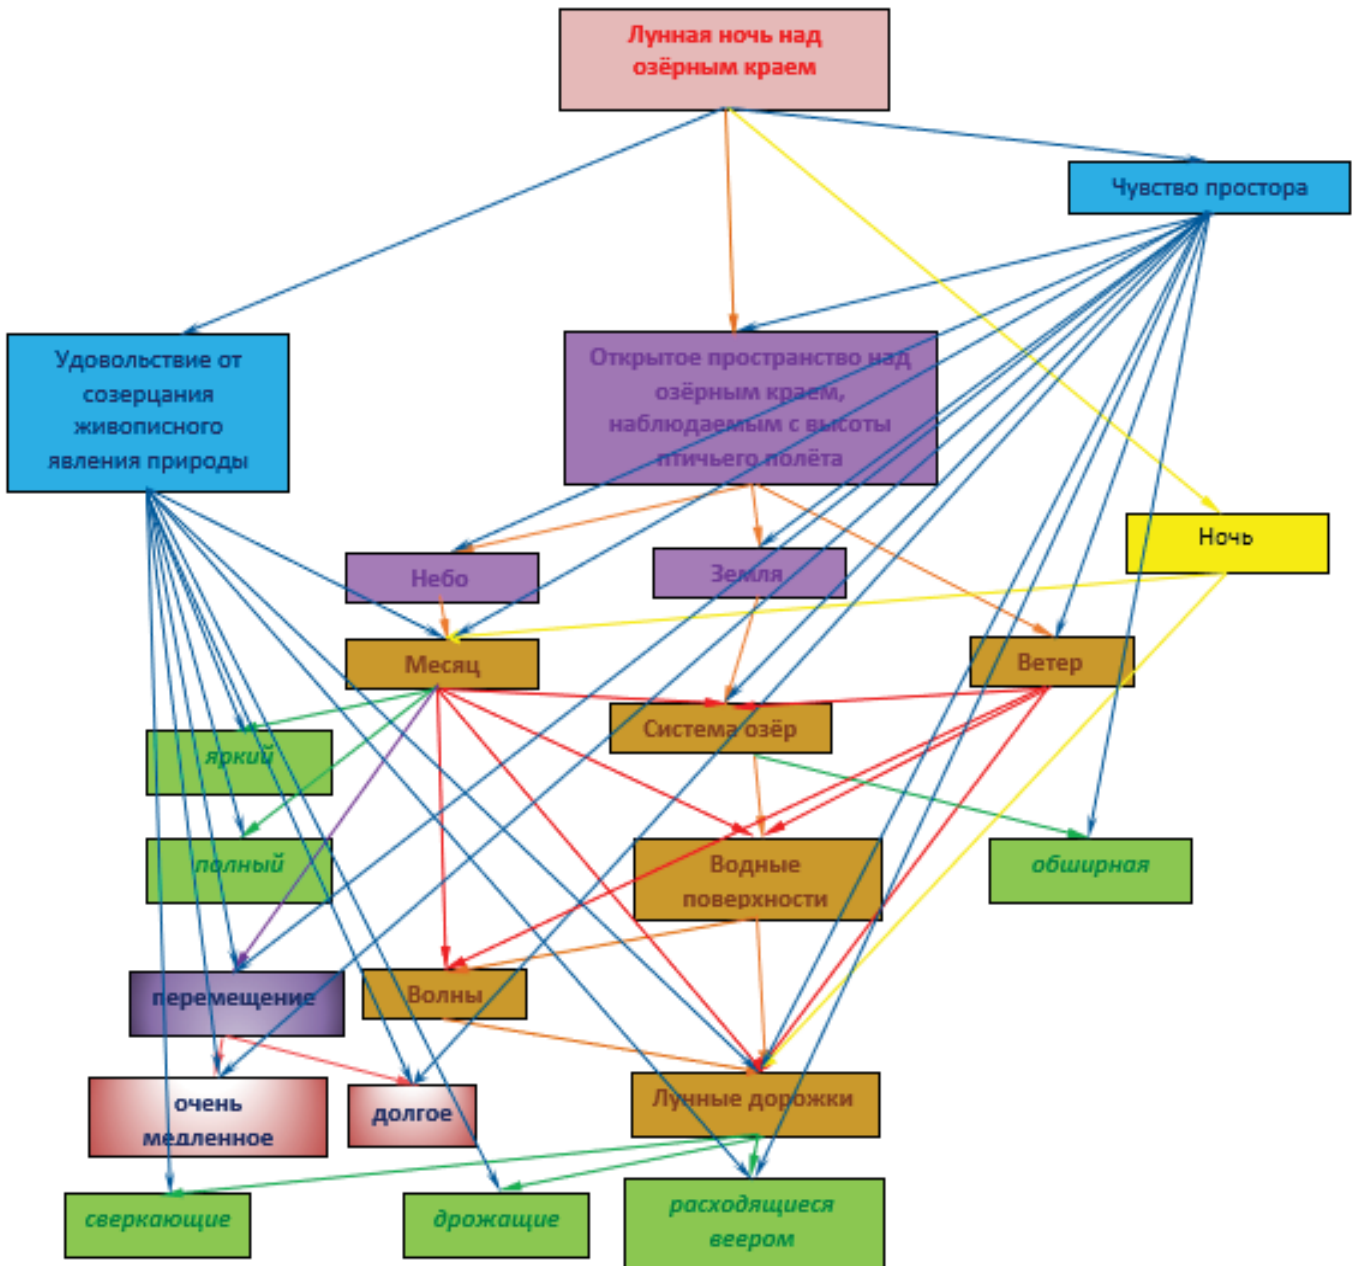 Лунная ночь над
озёрным краем
Чувство простора
Удовольствие от
созерцания
живописного
явления природы
Открытое пространство над
озёрным краем,
наблюдаемым с высоты
птичьего полёта
Ночь
Небо
Земля
Месяц
Ветер
Система озёр
яркий
полный
Водные
поверхности
обширная
перемещение
Волны
очень
медленное
долгое
Лунные дорожки
сверкающие
дрожащие
расходящиеся
веером